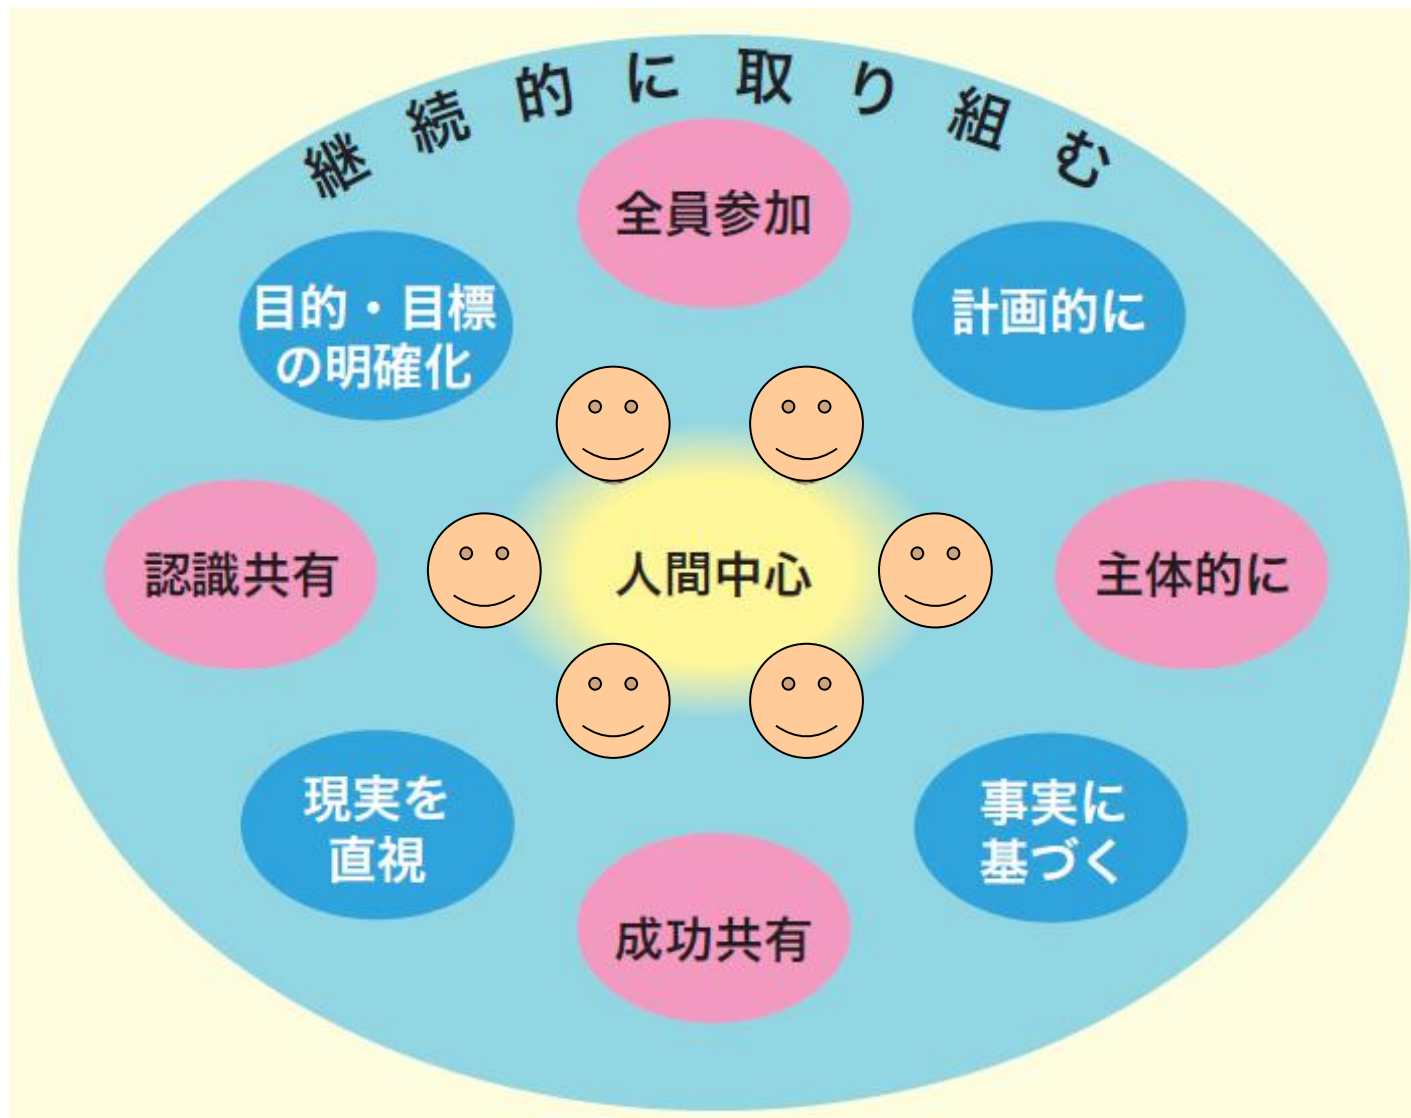 継続的に取り組む
全員参加
目的・目標
の明確化
計画的に
認識共有
人間中心
主体的に
現実を
直視
事実に
基づく
成功共有